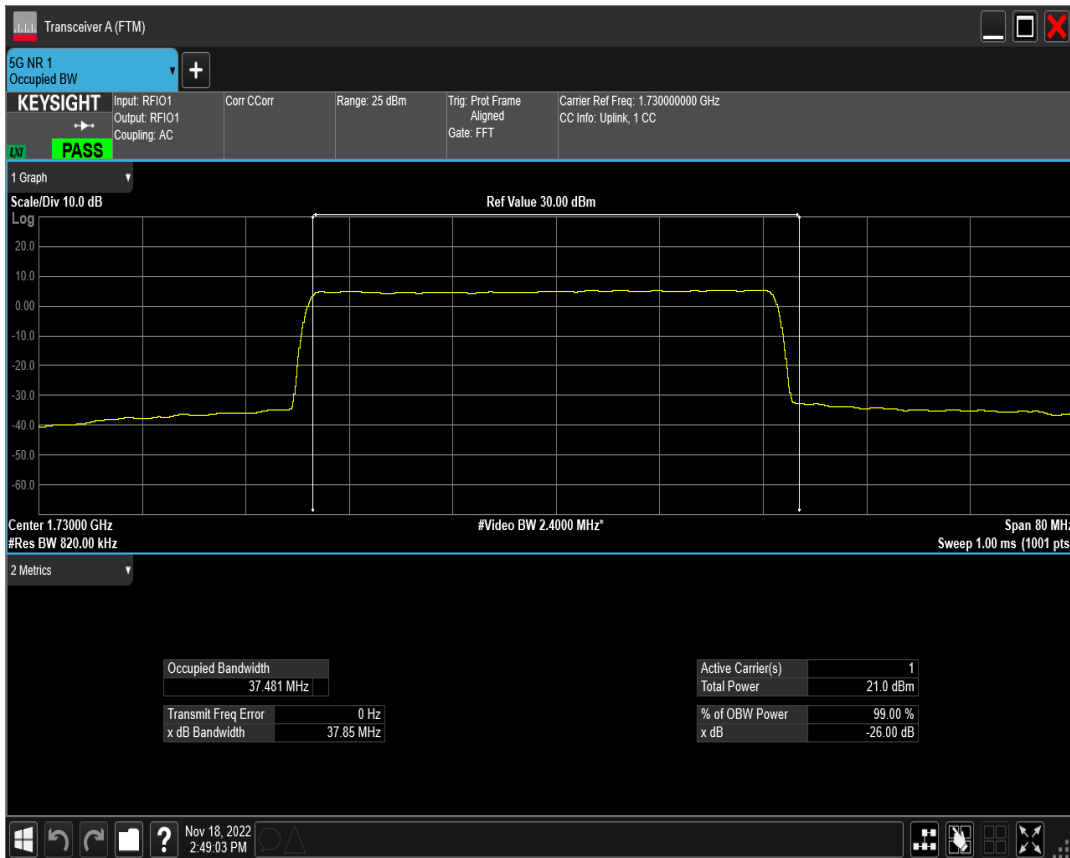 Transceiver A (FTM)
5G NR 1
Occupied BW
+
KEYSIGHT
LXI
PASS
Input: RFIO1
Output: RFIO1
Coupling: AC
Corr CCorr
Range: 25 dBm
Trig: Prot Frame
Aligned
Gate: FFT
Carrier Ref Freq: 1.730000000 GHz
CC Info: Uplink, 1 CC
1 Graph
Scale/Div 10.0 dB
Ref Value 30.00 dBm
Log
20.0
10.0
0.00
-10.0
-20.0
-30.0
-40.0
-50.0
-60.0
Center 1.73000 GHz
#Video BW 2.4000 MHz*
Span 80 MHz
#Res BW 820.00 kHz
Sweep 1.00 ms (1001 pts
2 Metrics
Occupied Bandwidth
37.481 MHz
Transmit Freq Error 0 Hz
x dB Bandwidth 37.85 MHz
Active Carrier(s) 1
Total Power 21.0 dBm
% of OBW Power 99.00 %
x dB -26.00 dB
?
Nov 18, 2022
2:49:03 PM